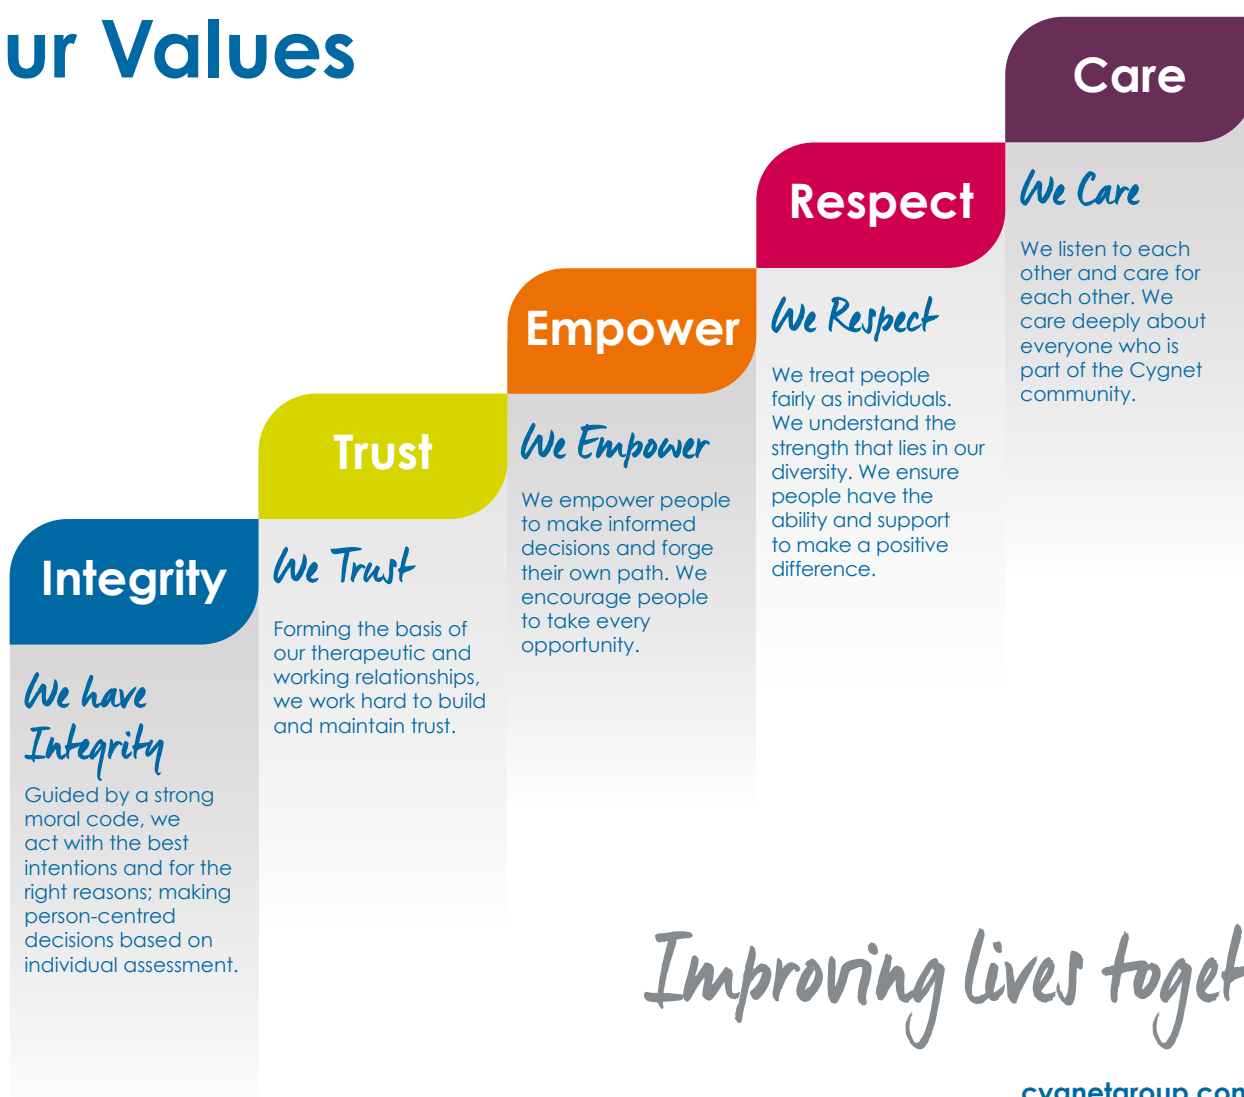 ur Values
Care
We Care
We listen to each
other and care for
each other. We
care deeply about
everyone who is
part of the Cygnet
community.
Respect
We Respect
We treat people
fairly as individuals.
We understand the
strength that lies in our
diversity. We ensure
people have the
ability and support
to make a positive
difference.
Empower
We Empower
We empower people
to make informed
decisions and forge
their own path. We
encourage people
to take every
opportunity.
Trust
We Trust
Forming the basis of
our therapeutic and
working relationships,
we work hard to build
and maintain trust.
Integrity
We have
Integrity
Guided by a strong
moral code, we
act with the best
intentions and for the
right reasons; making
person-centred
decisions based on
individual assessment.
Improving lives toget
cygnetgroup.com